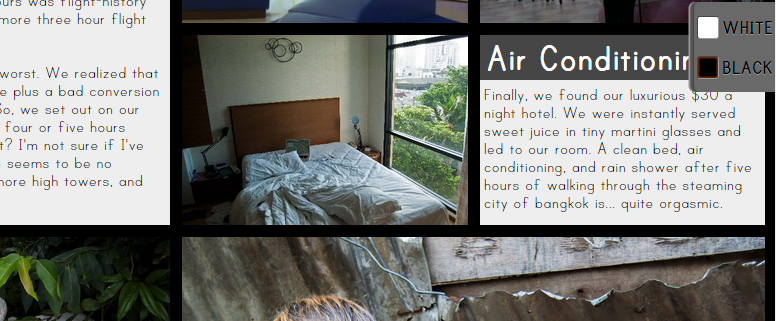 ours was flight-history
more three hour flight
worst. We realized that
e plus a bad conversion
So, we set out on our
four or five hours
t? I'm not sure if I've
seems to be no
more high towers, and
Air Conditionin
WHITE
BLACK
Finally, we found our luxurious $30 a
night hotel. We were instantly served
sweet juice in tiny martini glasses and
led to our room. A clean bed, air
conditioning, and rain shower after five
hours of walking through the steaming
city of bangkok is... quite orgasmic.